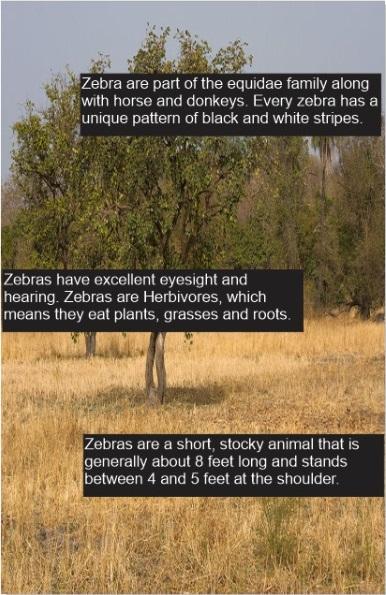 Zebra are part of the equidae family along
with horse and donkeys. Every zebra has a
unique pattern of black and white stripes.
Zebras have excellent eyesight and
hearing. Zebras are Herbivores, which
means they eat plants, grasses and roots.
Zebras are a short, stocky animal that is
generally about 8 feet long and stands
between 4 and 5 feet at the shoulder.